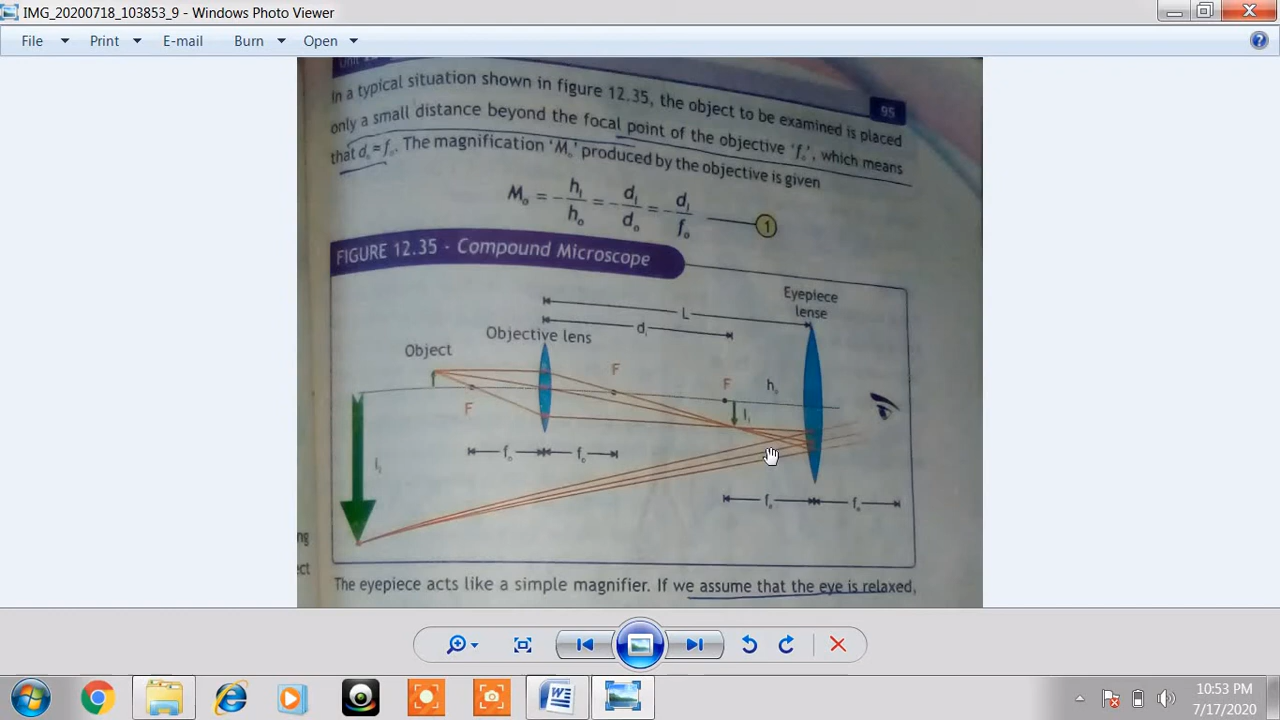 IMG_20200718_103853_9 - Windows Photo Viewer
File Print E-mail Burn Open
95
In a typical situation shown in figure 12.35, the object to be examined is placed
only a small distance beyond the focal point of the objective 'fₒ', which means
that dₒ = fₒ. The magnification 'Mₒ' produced by the objective is given
Mₒ = - hᵢ/hₒ = - dᵢ/dₒ = - dᵢ/fₒ 1
FIGURE 12.35 - Compound Microscope
Eyepiece
lense
L
dᵢ
Objective lens
Object
F
F
F
Iᵢ
fₒ fₒ
The eyepiece acts like a simple magnifier. If we assume that the eye is relaxed,
10:53 PM
7/17/2020